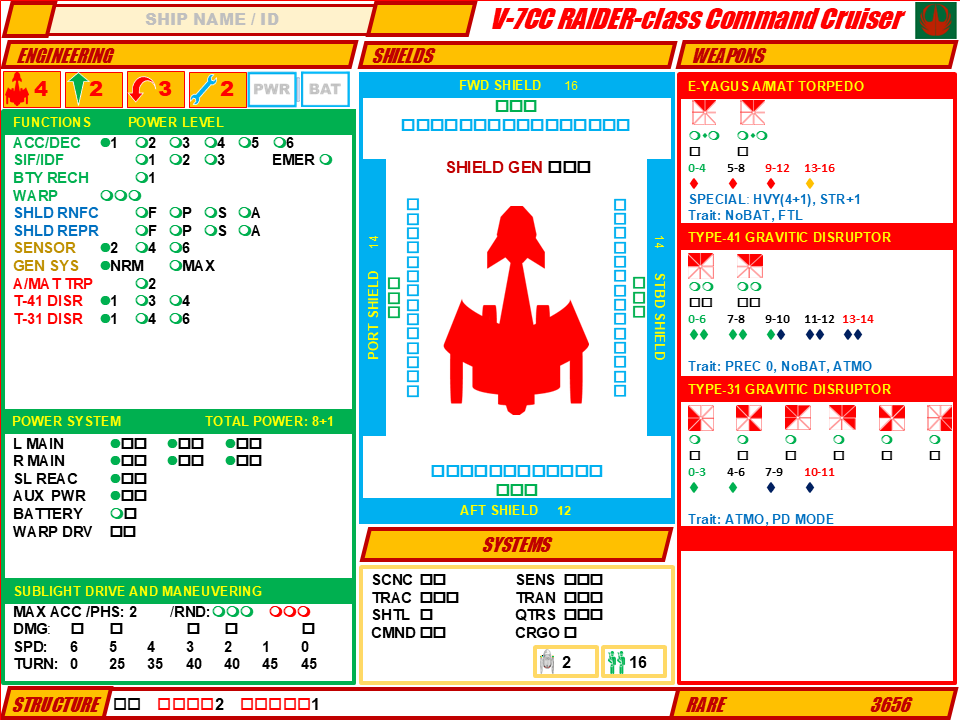 SHIP NAME / ID
V-7CC RAIDER-class Command Cruiser
ENGINEERING
4 2 3 2 PWR BAT
FUNCTIONS POWER LEVEL
ACC/DEC 1 2 3 4 5 6
SIF/IDF 1 2 3 EMER
BTY RECH 1
WARP
SHLD RNFC F P S A
SHLD REPR F P S A
SENSOR 2 4 6
GEN SYS NRM MAX
A/MAT TRP 2
T-41 DISR 1 3 4
T-31 DISR 1 4 6
POWER SYSTEM TOTAL POWER: 8+1
L MAIN
R MAIN
SL REAC
AUX PWR
BATTERY
WARP DRV
SUBLIGHT DRIVE AND MANEUVERING
MAX ACC /PHS: 2 /RND:
DMG:
SPD: 6 5 4 3 2 1 0
TURN: 0 25 35 40 40 45 45
SHIELDS
FWD SHIELD 16
SHIELD GEN
PORT SHIELD 14
14 STBD SHIELD
AFT SHIELD 12
SYSTEMS
SCNC SENS
TRAC TRAN
SHTL QTRS
CMND CRGO
2 16
WEAPONS
E-YAGUS A/MAT TORPEDO
0-4 5-8 9-12 13-16
SPECIAL: HVY(4+1), STR+1
Trait: NoBAT, FTL
TYPE-41 GRAVITIC DISRUPTOR
0-6 7-8 9-10 11-12 13-14
Trait: PREC 0, NoBAT, ATMO
TYPE-31 GRAVITIC DISRUPTOR
0-3 4-6 7-9 10-11
Trait: ATMO, PD MODE
STRUCTURE 2 1
RARE 3656